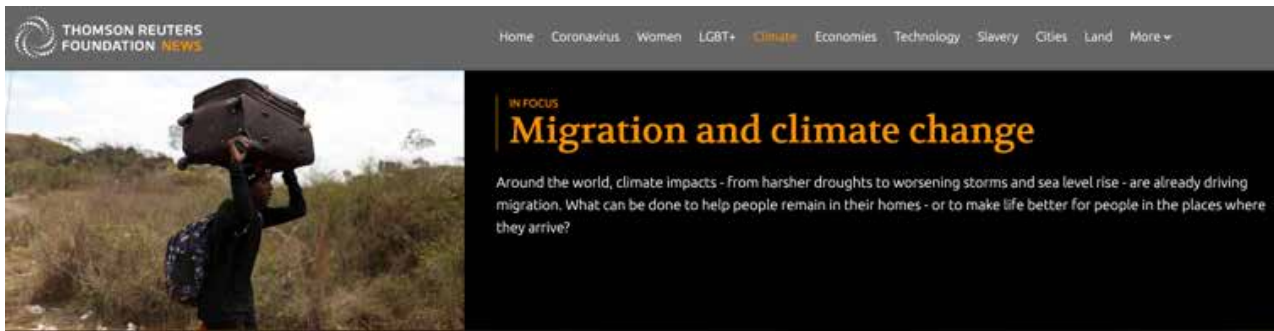 THOMSON REUTERS
FOUNDATION NEWS
Home Coronavirus Women LGBT+ Climate Economies Technology Slavery Cities Land More
IN FOCUS
Migration and climate change
Around the world, climate impacts - from harsher droughts to worsening storms and sea level rise - are already driving
migration. What can be done to help people remain in their homes - or to make life better for people in the places where
they arrive?